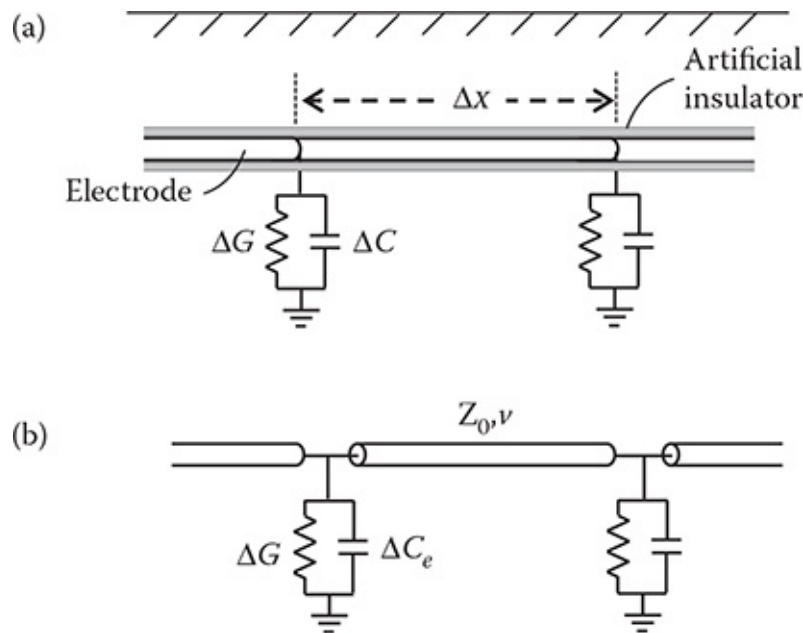 (a)
Δx
Artificial
insulator
Electrode
ΔG
ΔC
(b)
Z₀,ν
ΔG
ΔCₑ